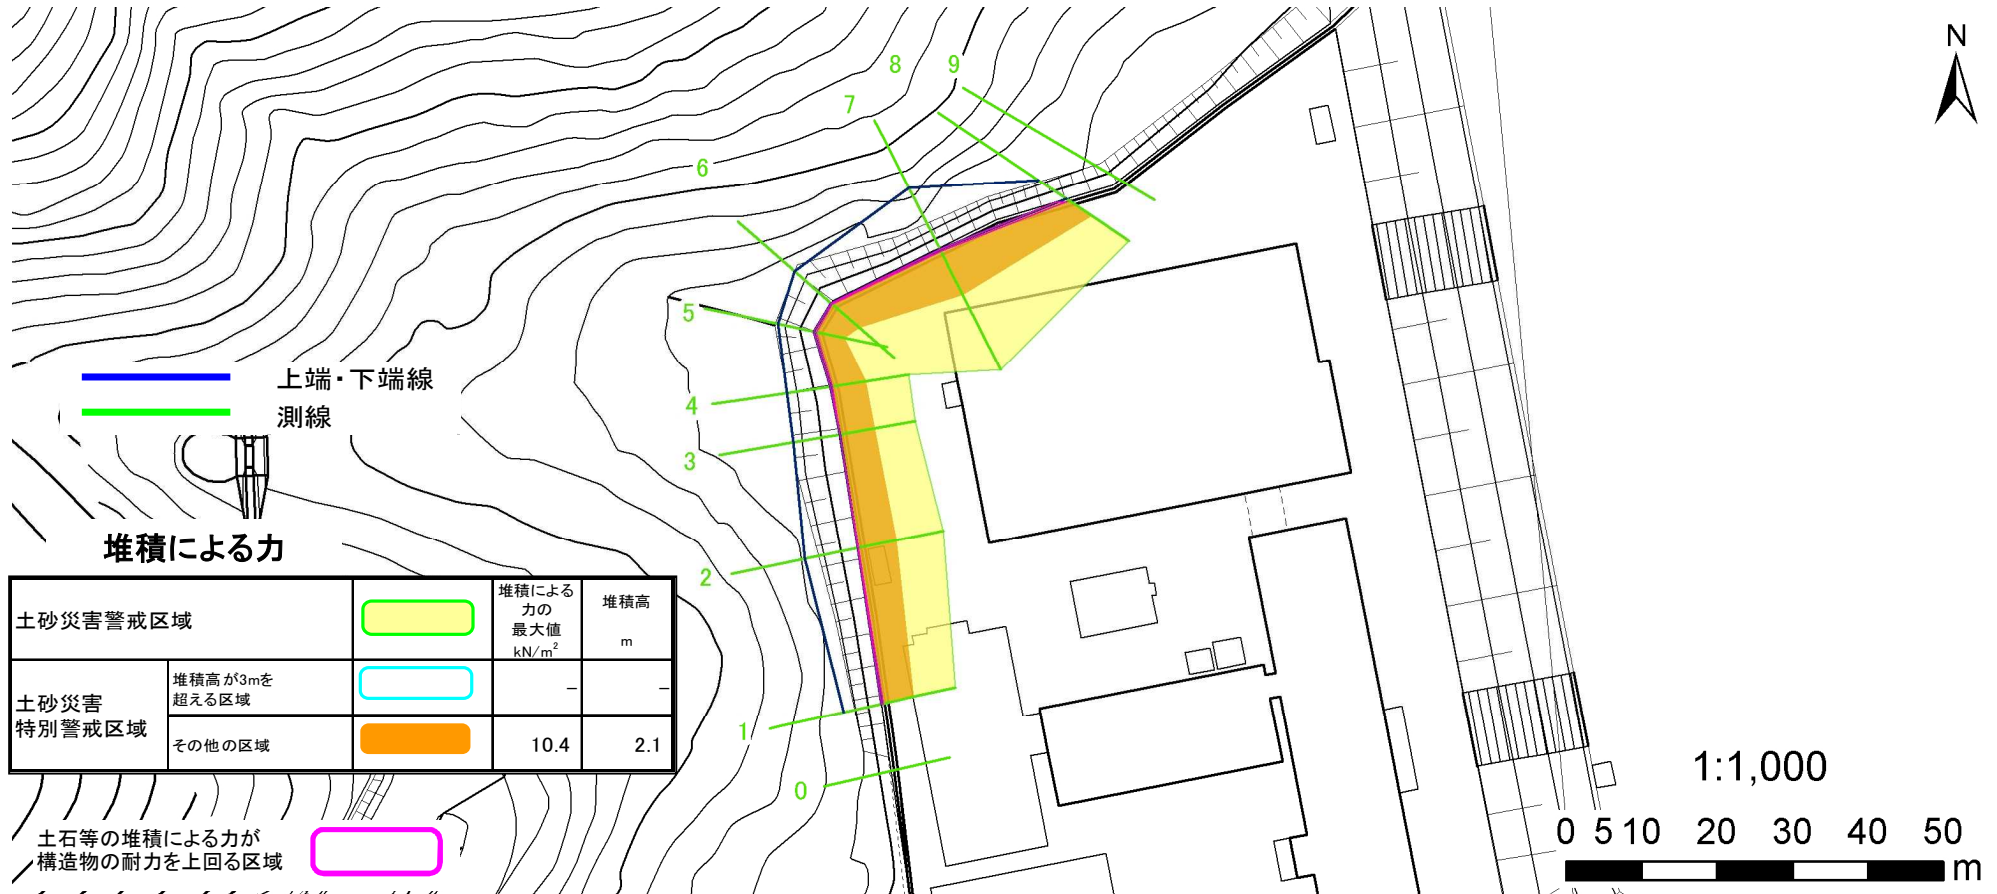 N
8 9
7
6
5
4
3
2
1
0
上端・下端線
測線
堆積による力
土砂災害警戒区域
堆積による
力の
最大値
kN/m²
堆積高
m
土砂災害
特別警戒区域
堆積高が3mを
超える区域
－ －
その他の区域 10.4 2.1
土石等の堆積による力が
構造物の耐力を上回る区域
1:1,000
0 5 10 20 30 40 50
m